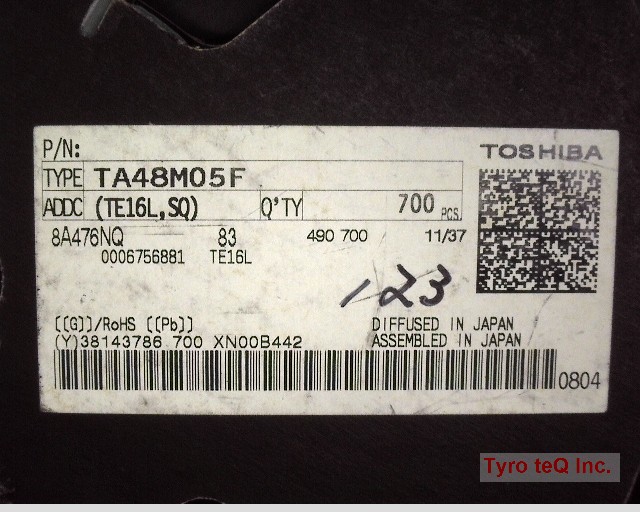 P/N:
TOSHIBA
TYPE TA48M05F
ADDC (TE16L,SQ) Q'TY 700 PCS.
8A476NQ 83 490 700 11/37
0006756881 TE16L
123
[[G]]/RoHS [[Pb]] DIFFUSED IN JAPAN
(Y)38143786 700 XN00B442 ASSEMBLED IN JAPAN
0804
Tyro teQ Inc.